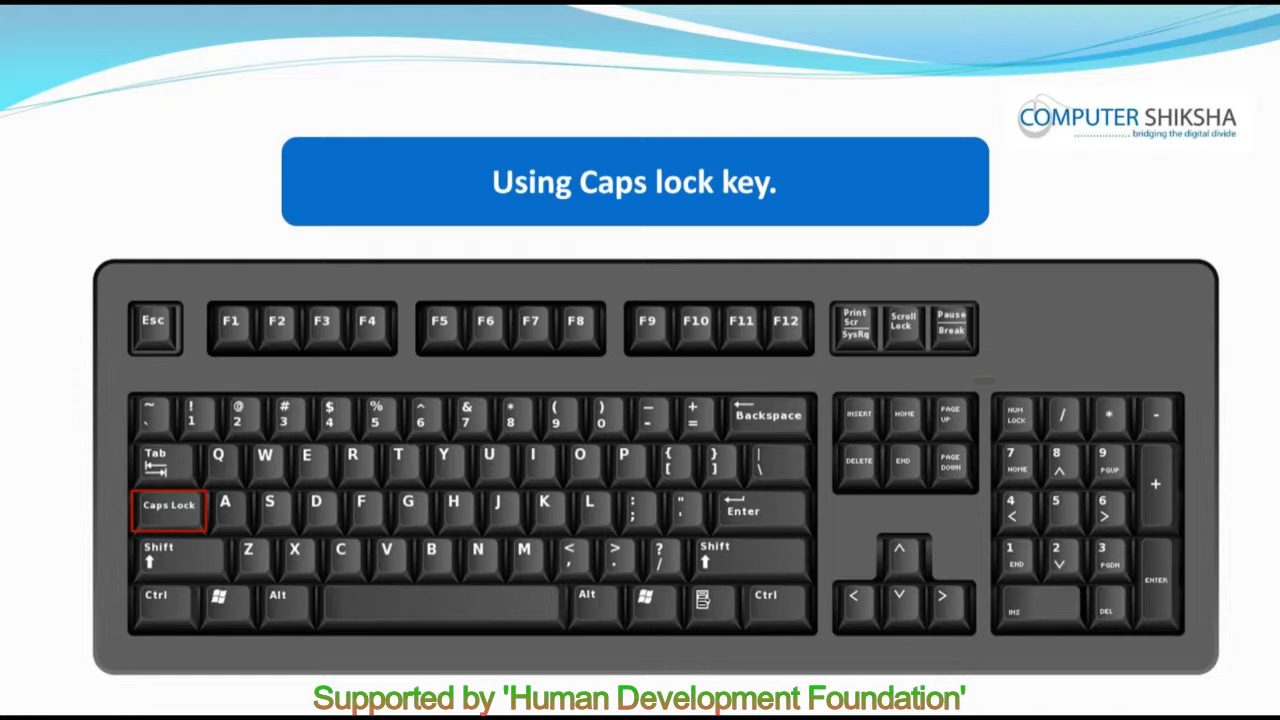 COMPUTER SHIKSHA
bridging the digital divide
Using Caps lock key.
Esc F1 F2 F3 F4 F5 F6 F7 F8 F9 F10 F11 F12 Print Scr SysRq Scroll Lock Pause Break
~ ` ! 1 @ 2 # 3 $ 4 % 5 ^ 6 & 7 * 8 ( 9 ) 0 — - + = Backspace INSERT HOME PAGE UP NUM LOCK / * -
Tab Q W E R T Y U I O P { [ } ] | \ DELETE END PAGE DOWN 7 HOME 8 9 PGUP +
Caps Lock A S D F G H J K L : ; " ' Enter 4 < 5 6 >
Shift Z X C V B N M < , > . ? / Shift 1 END 2 3 PGDN ENTER
Ctrl Alt Alt Ctrl < > INS DEL
Supported by 'Human Development Foundation'